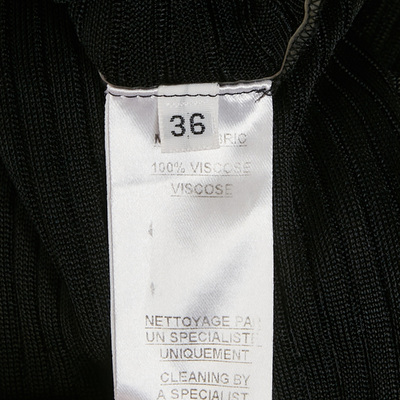 36
100% VISCOSE
VISCOSE
NETTOYAGE PAR
UN SPECIALISTE
UNIQUEMENT
CLEANING BY
A SPECIALIST